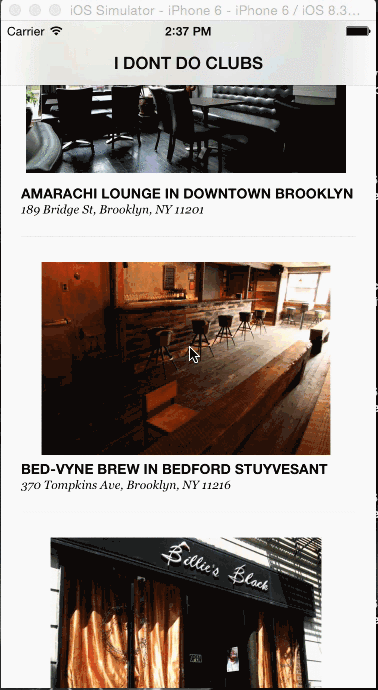 iOS Simulator - iPhone 6 - iPhone 6 / iOS 8.3...
Carrier 2:37 PM
I DONT DO CLUBS
AMARACHI LOUNGE IN DOWNTOWN BROOKLYN
189 Bridge St, Brooklyn, NY 11201
BED-VYNE BREW IN BEDFORD STUYVESANT
370 Tompkins Ave, Brooklyn, NY 11216
Billie's Black